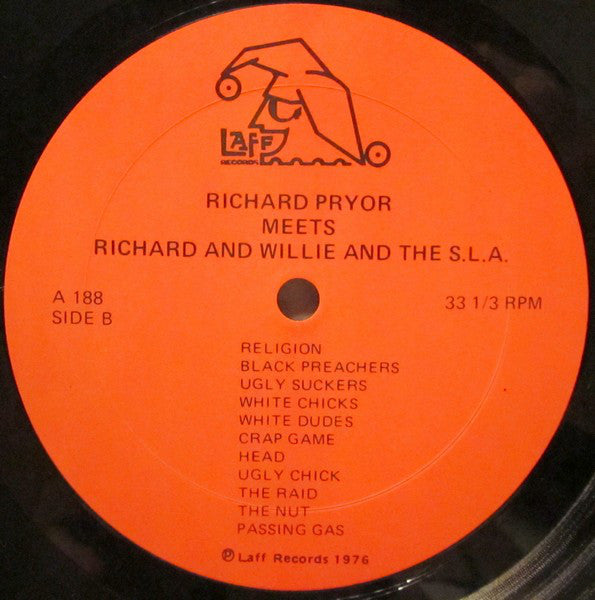 LAFF
RECORDS
RICHARD PRYOR
MEETS
RICHARD AND WILLIE AND THE S.L.A.
A 188
SIDE B
33 1/3 RPM
RELIGION
BLACK PREACHERS
UGLY SUCKERS
WHITE CHICKS
WHITE DUDES
CRAP GAME
HEAD
UGLY CHICK
THE RAID
THE NUT
PASSING GAS
℗ Laff Records 1976